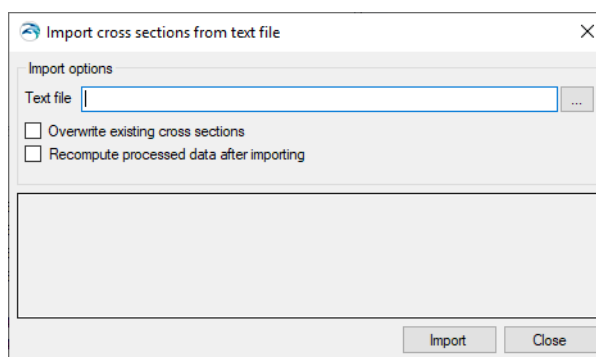 Import cross sections from text file
Import options
Text file
...
Overwrite existing cross sections
Recompute processed data after importing
Import
Close